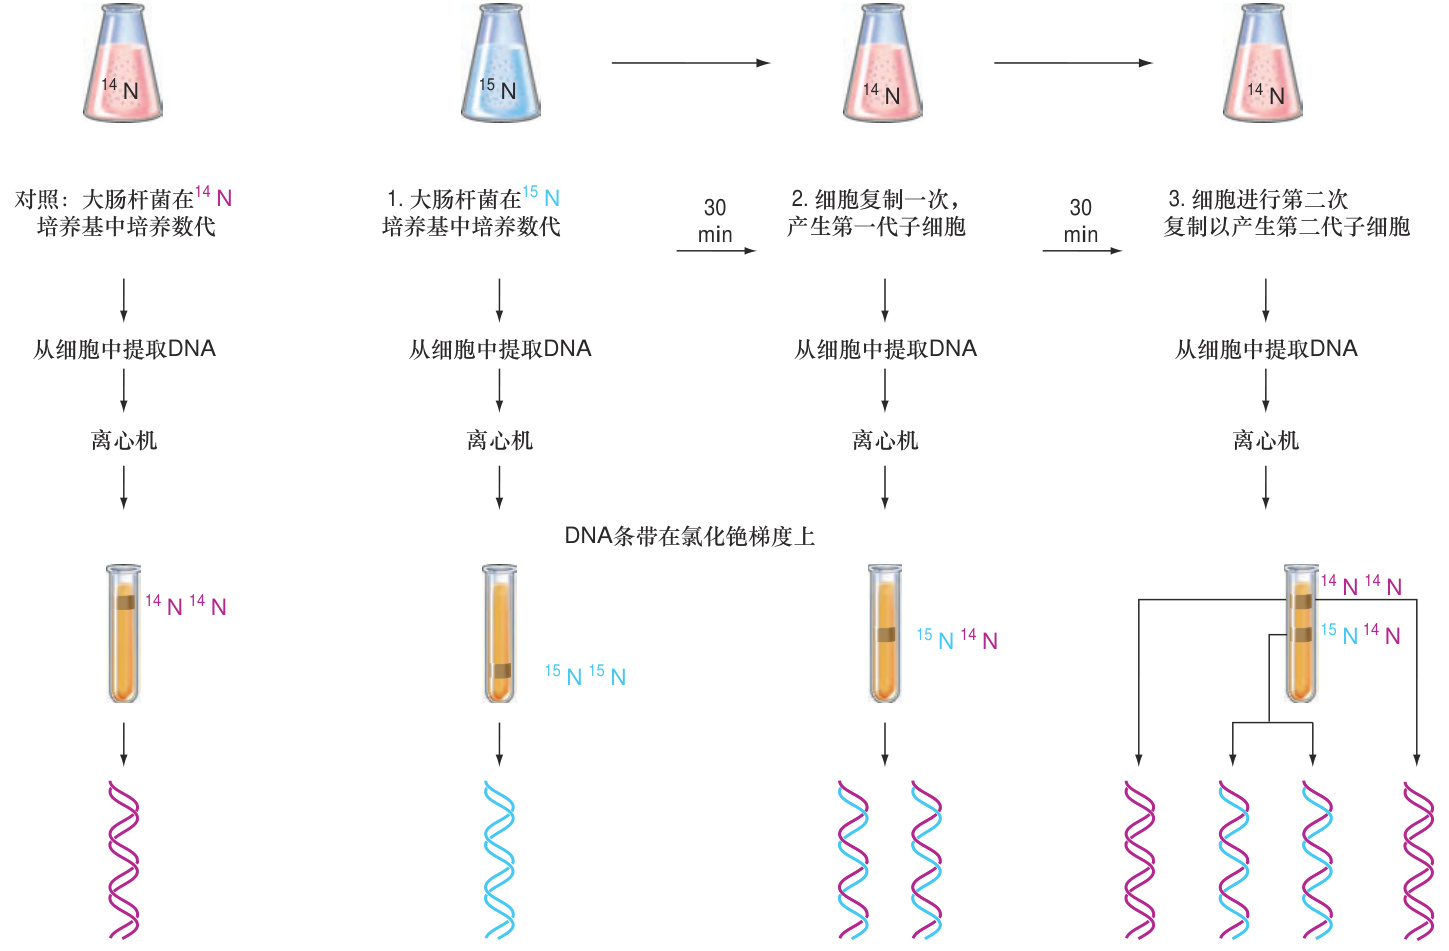 14 N
15 N
14 N
14 N
对照：大肠杆菌在14 N
培养基中培养数代
1. 大肠杆菌在15 N
培养基中培养数代
30
min
2. 细胞复制一次，
产生第一代子细胞
30
min
3. 细胞进行第二次
复制以产生第二代子细胞
从细胞中提取DNA
从细胞中提取DNA
从细胞中提取DNA
从细胞中提取DNA
离心机
离心机
离心机
离心机
DNA条带在氯化铯梯度上
14 N 14 N
15 N 15 N
15 N 14 N
14 N 14 N
15 N 14 N